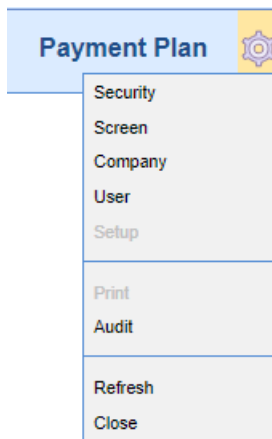 Payment Plan
Security
Screen
Company
User
Setup
Print
Audit
Refresh
Close